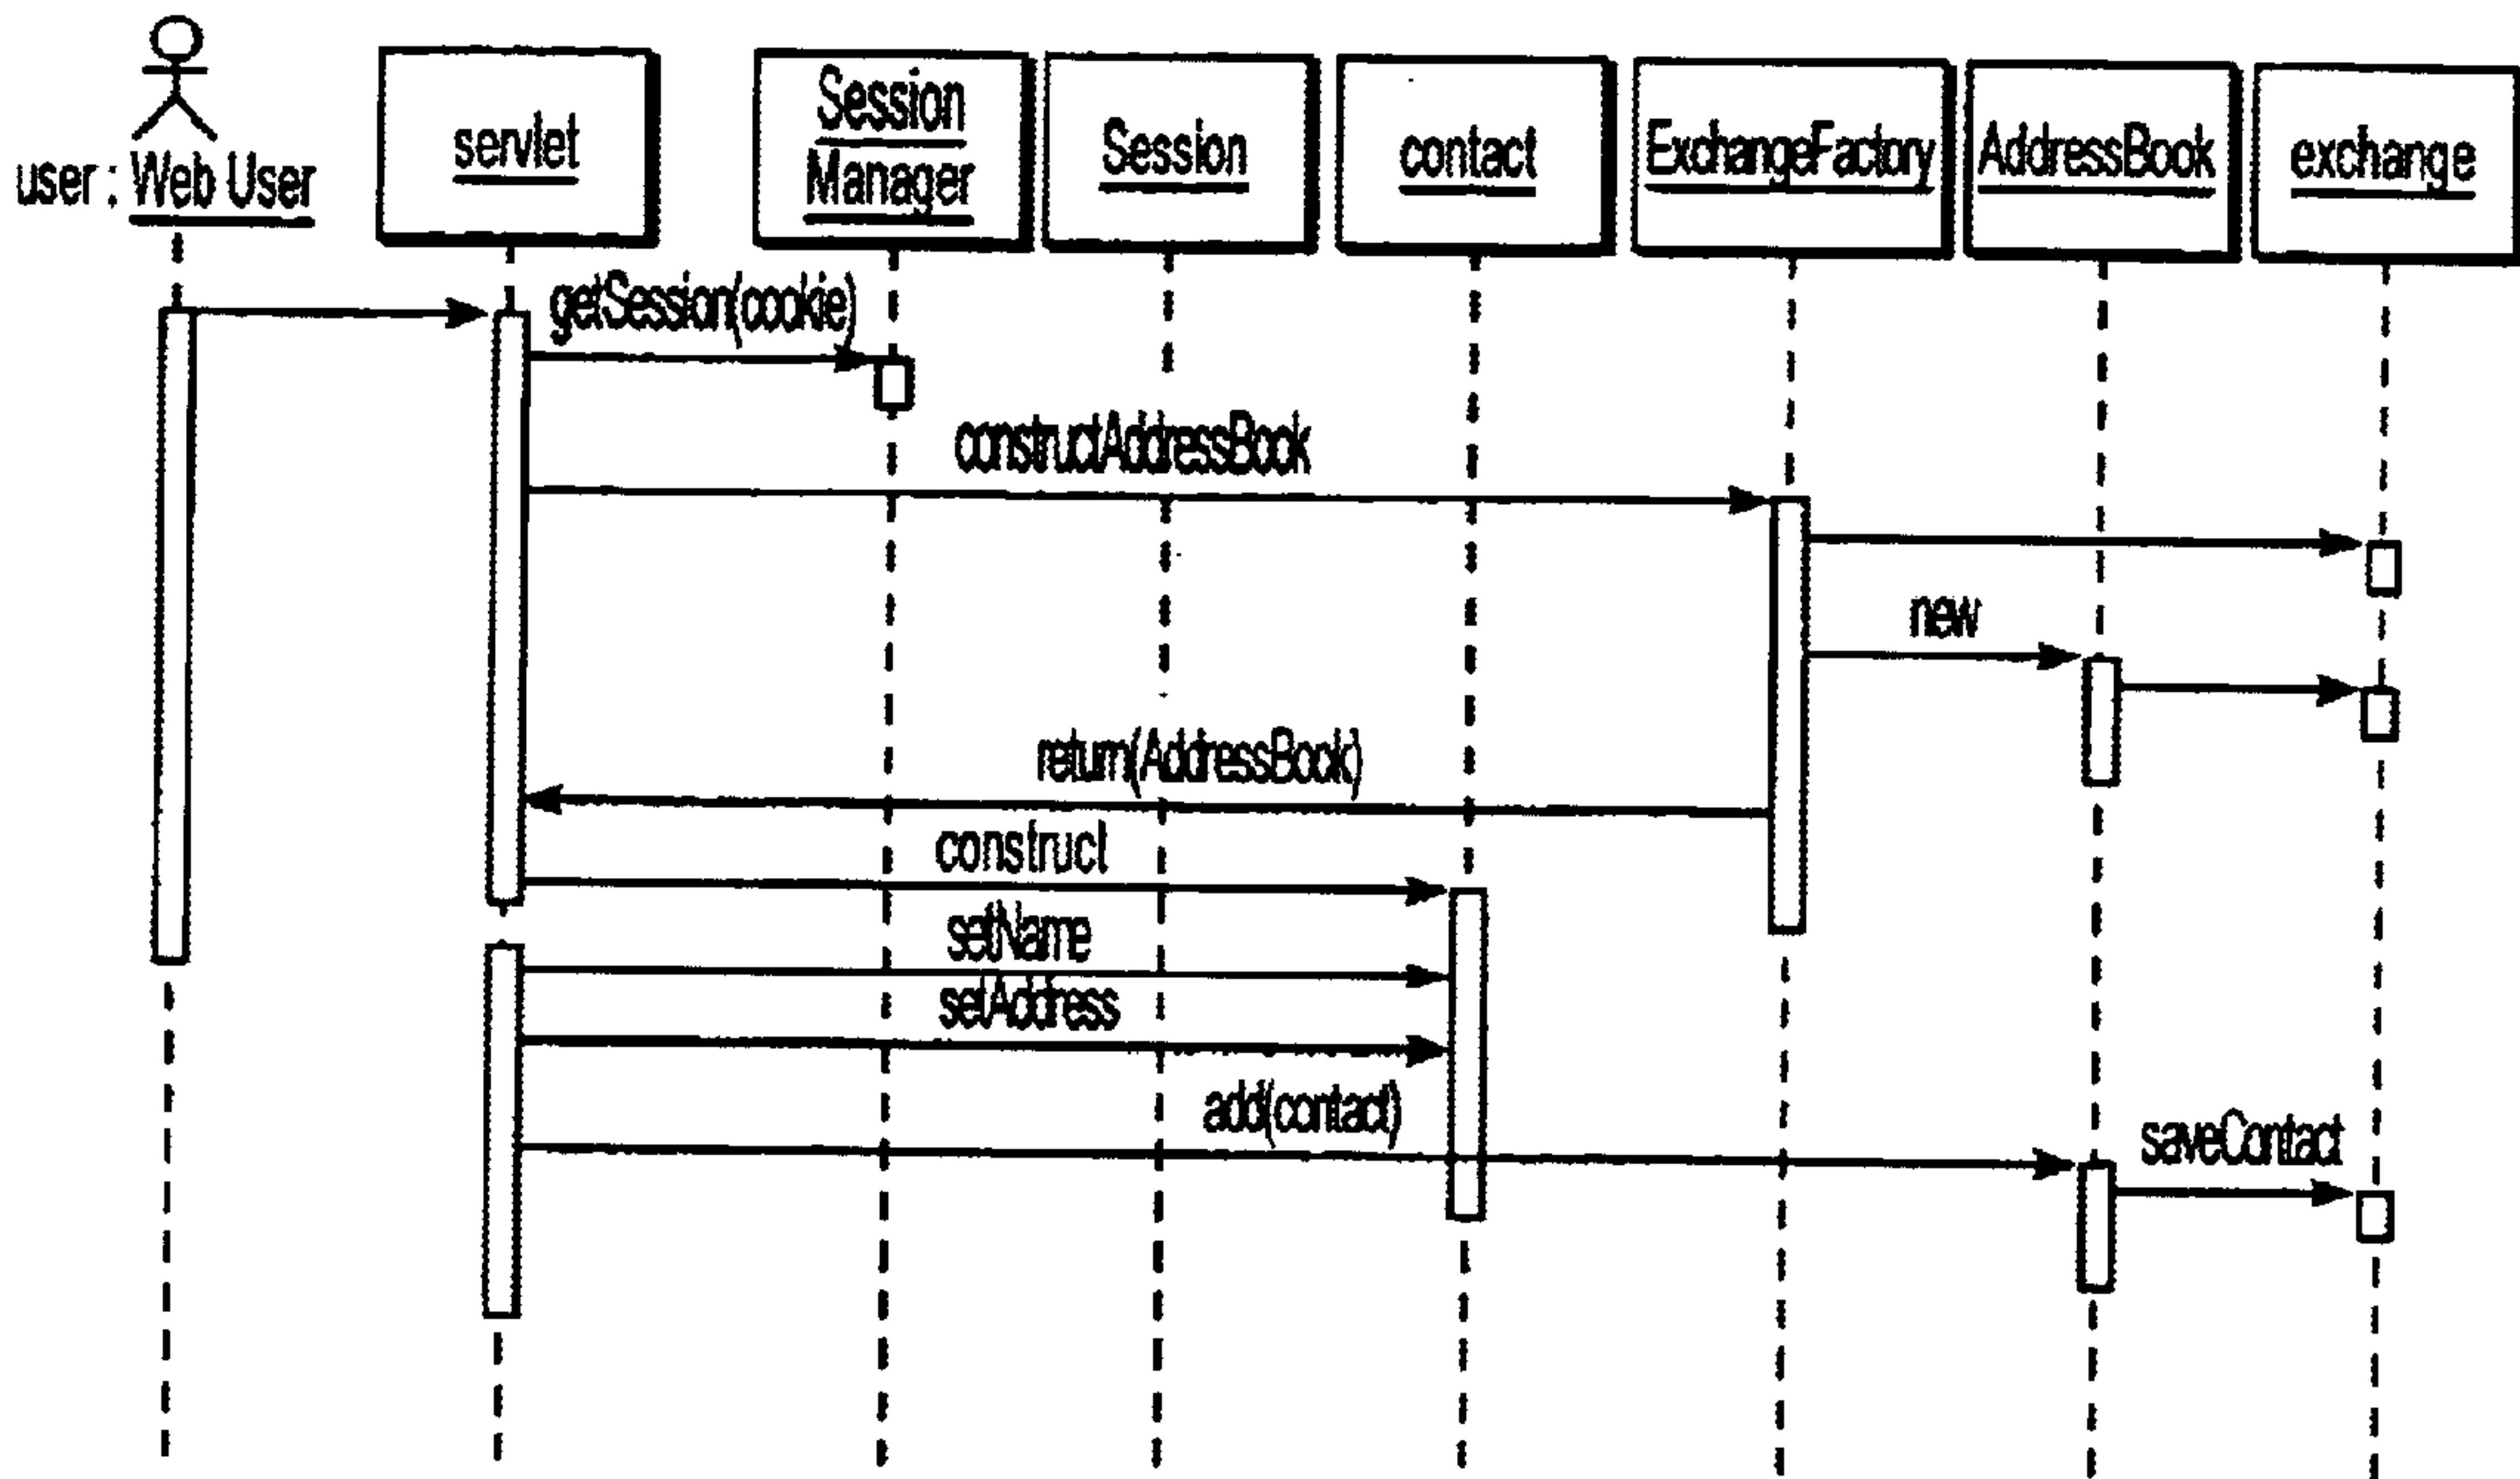 user : Web User
servlet
Session
Manager
Session
contact
ExchangeFactory
AddressBook
exchange
getSession(cookie)
constructAddressBook
new
return(AddressBook)
construct
setName
setAddress
add(contact)
saveContact